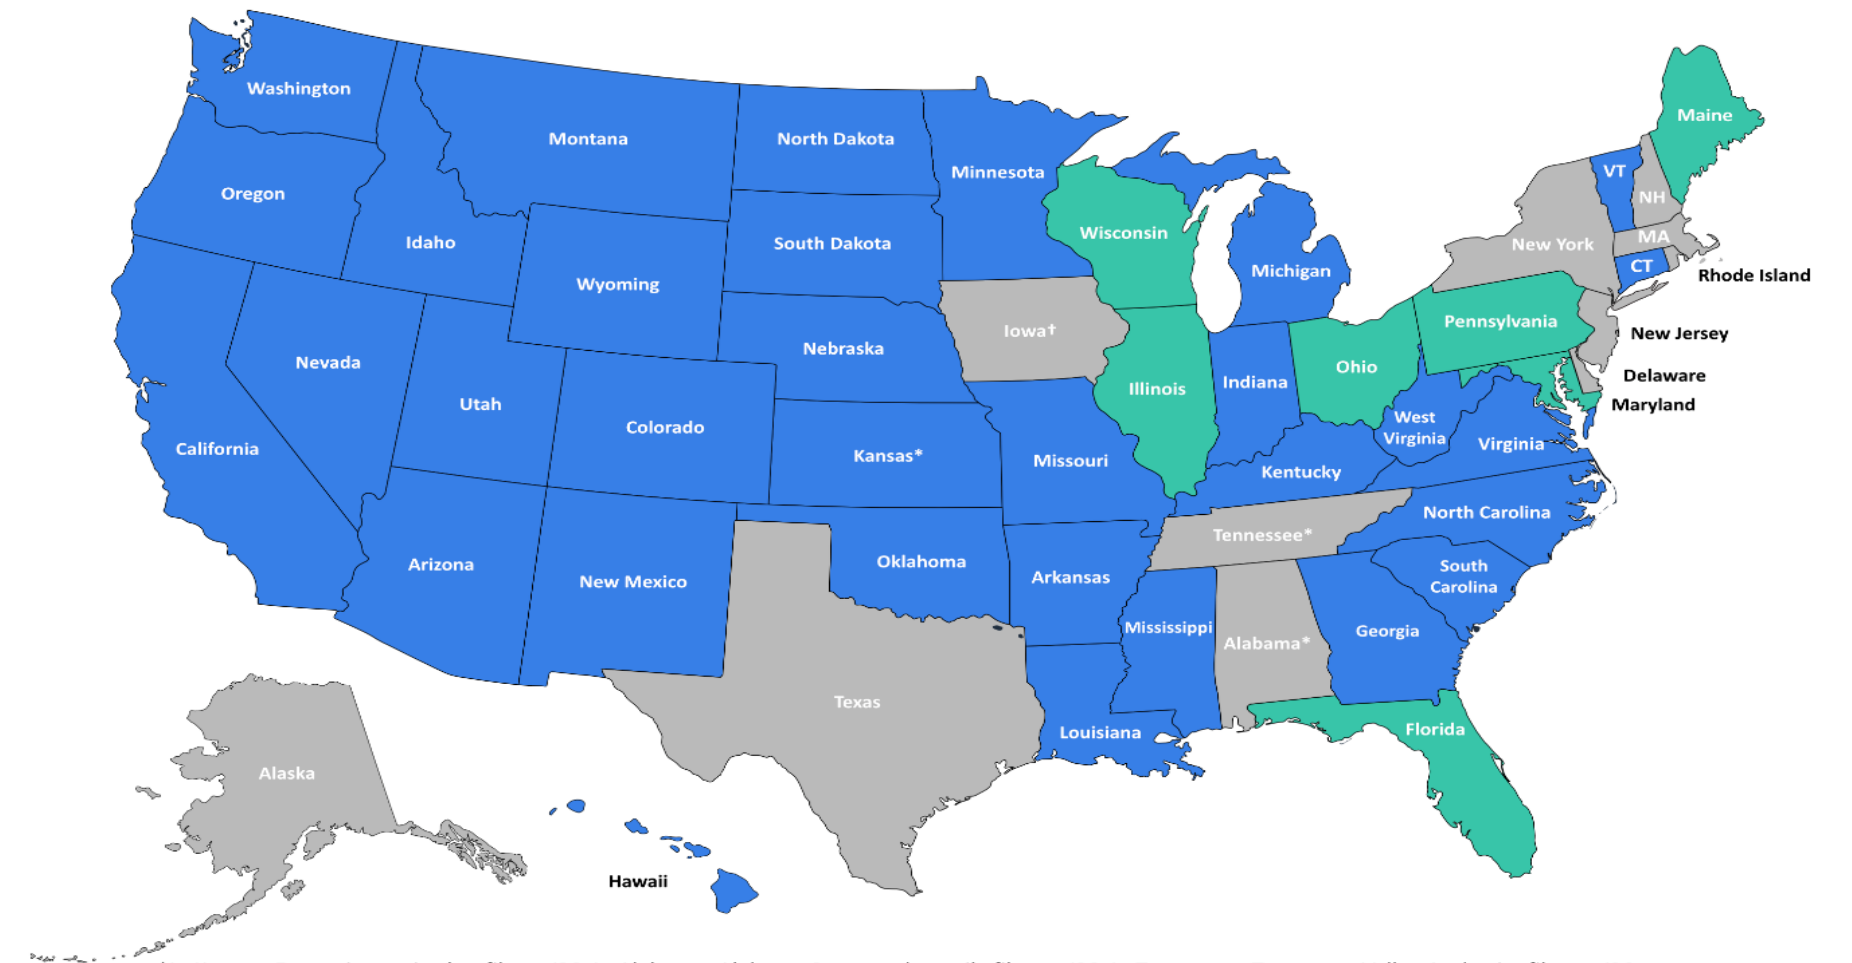 Washington
Montana
North Dakota
Minnesota
Maine
VT
NH
Oregon
Idaho
South Dakota
Wisconsin
Michigan
New York
MA
CT
Rhode Island
Wyoming
Iowa†
Pennsylvania
New Jersey
Nevada
Nebraska
Ohio
Delaware
Utah
Colorado
Illinois
Indiana
Maryland
California
Kansas*
Missouri
West
Virginia
Virginia
Kentucky
Arizona
New Mexico
Oklahoma
Arkansas
Tennessee*
North Carolina
South
Carolina
Mississippi
Alabama*
Georgia
Texas
Louisiana
Florida
Alaska
Hawaii